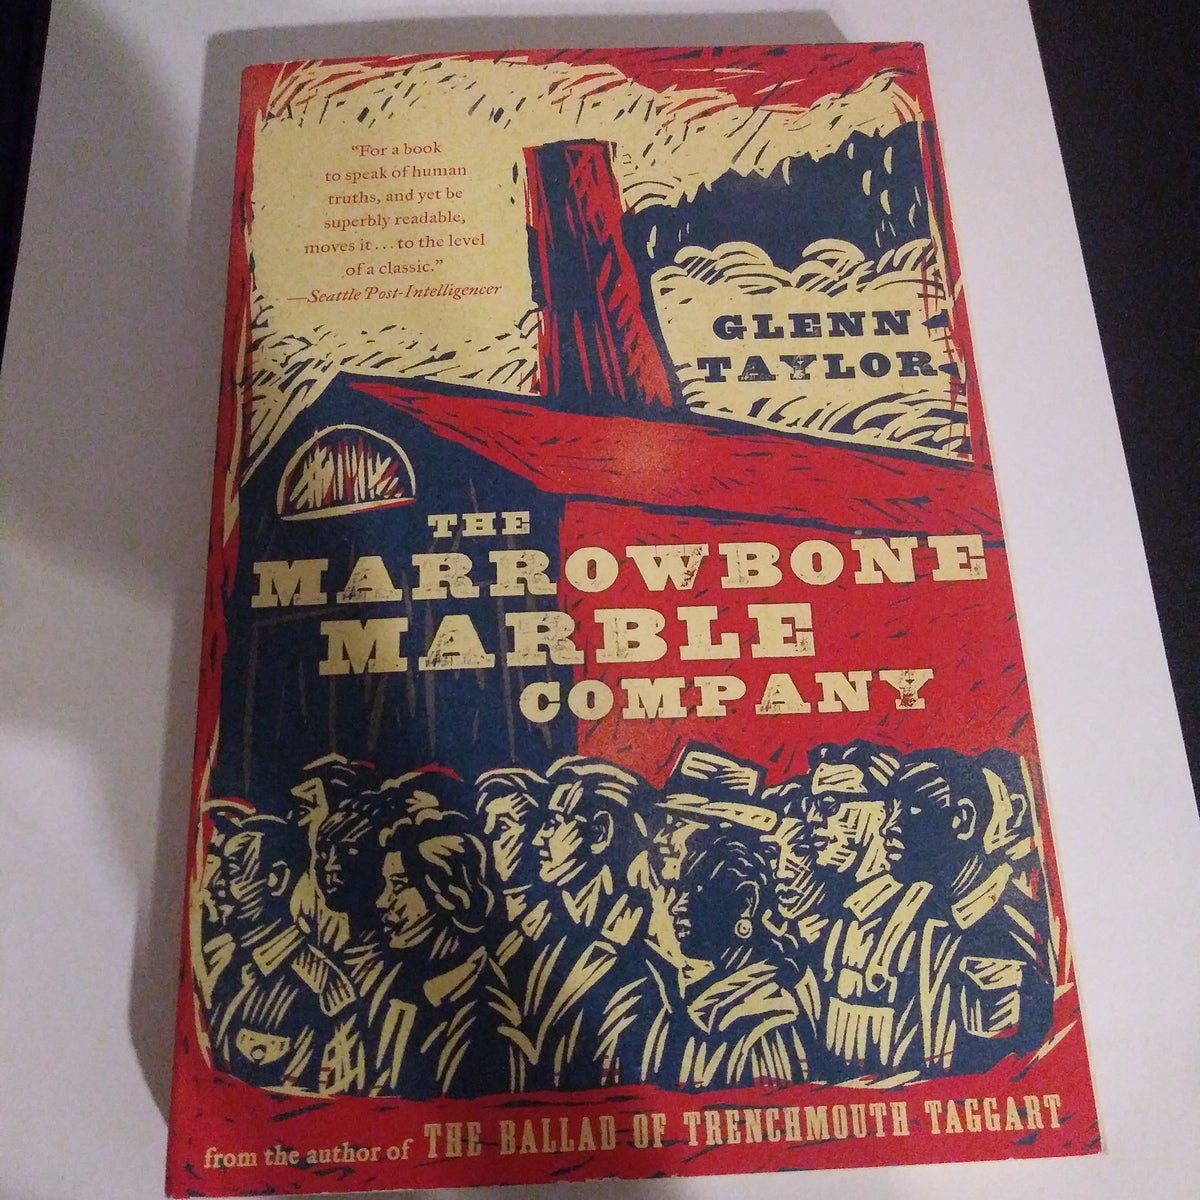 “For a book
to speak of human
truths, and yet be
superbly readable,
moves it ... to the level
of a classic.”
—Seattle Post-Intelligencer
GLENN
TAYLOR
THE
MARROWBONE
MARBLE
COMPANY
from the author of THE BALLAD OF TRENCHMOUTH TAGGART